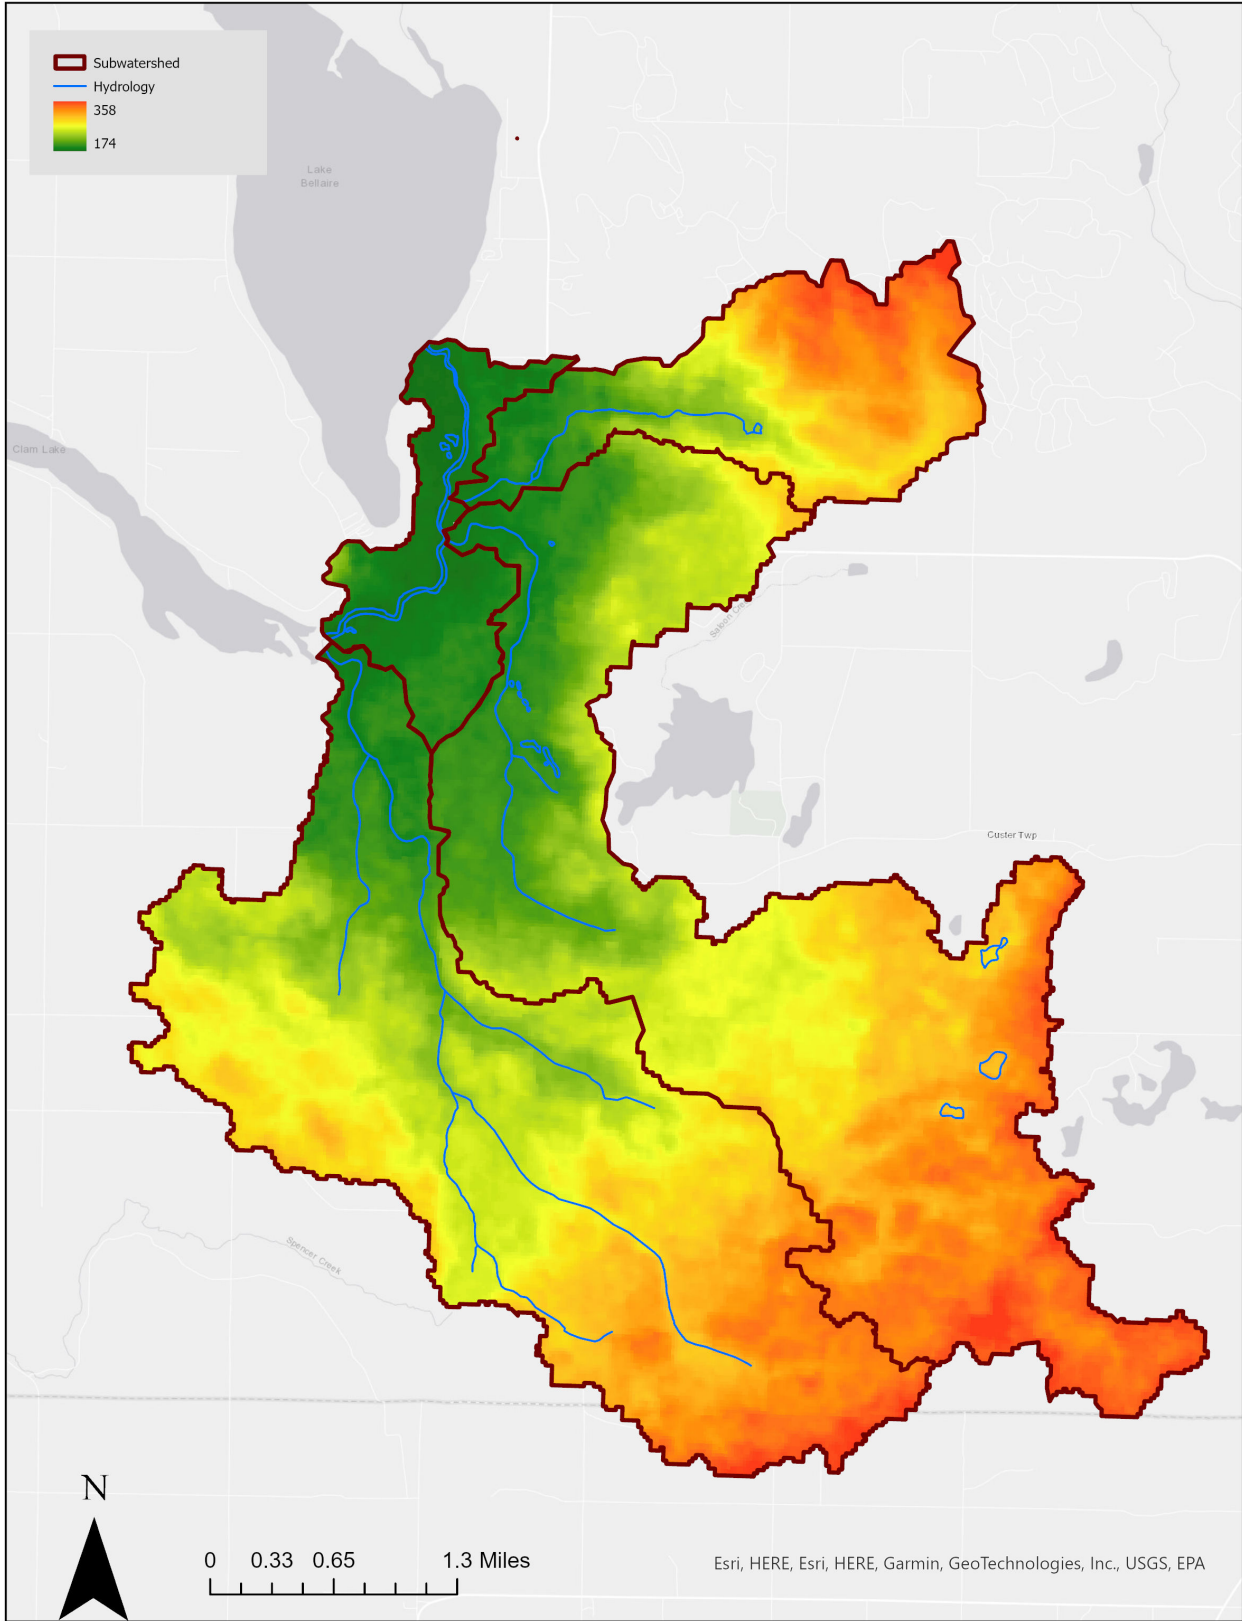 Subwatershed
Hydrology
358
174
Lake
Bellaire
Clam Lake
Custer Twp
Spencer Creek
N
0 0.33 0.65 1.3 Miles
Esri, HERE, Esri, HERE, Garmin, GeoTechnologies, Inc., USGS, EPA